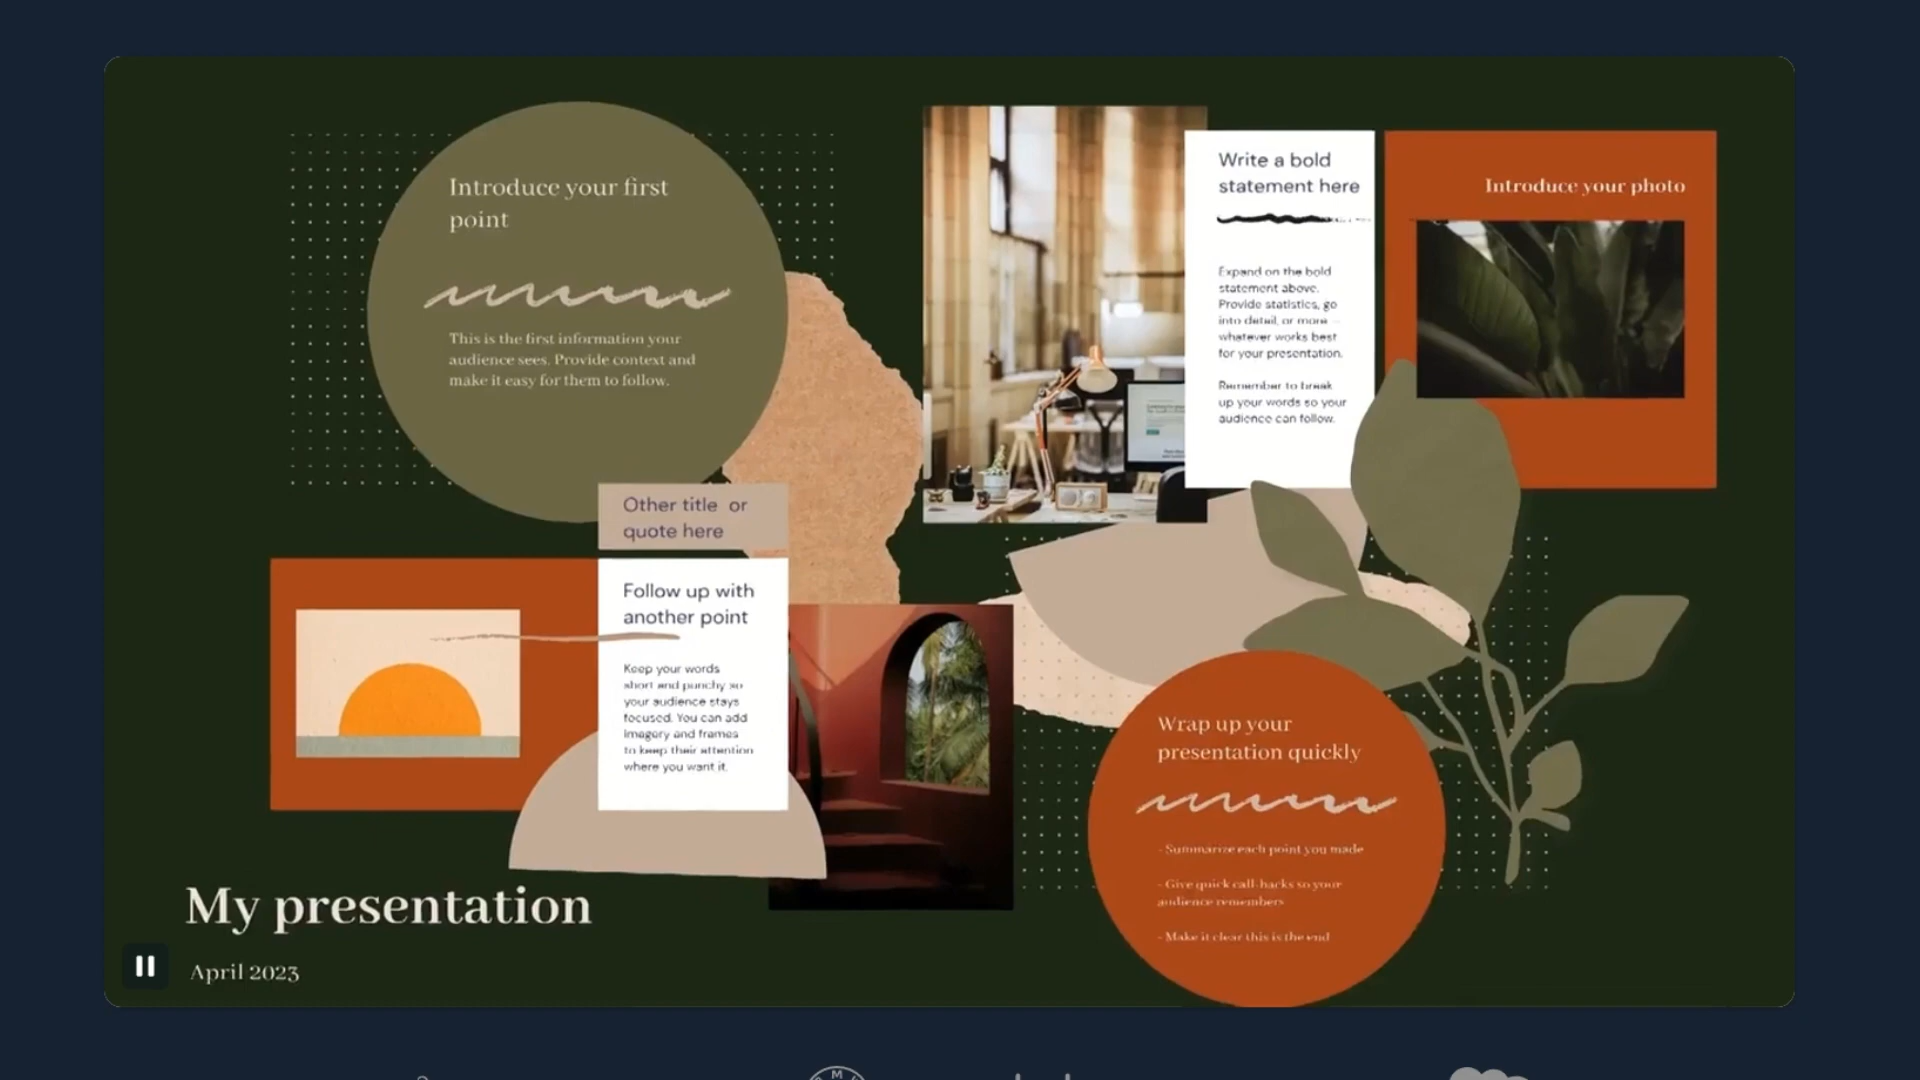 Introduce your first
point
This is the first information your
audience sees. Provide context and
make it easy for them to follow.
Write a bold
statement here
Expand on the bold
statement above.
Provide statistics, go
into detail, or more –
whatever works best
for your presentation.
Remember to break
up your words so your
audience can follow.
Introduce your photo
Other title or
quote here
Follow up with
another point
Keep your words
short and punchy so
your audience stays
focused. You can add
imagery and frames
to keep their attention
where you want it.
Wrap up your
presentation quickly
- Summarize each point you made
- Give quick call-backs so your
audience remembers
- Make it clear this is the end
My presentation
April 2023